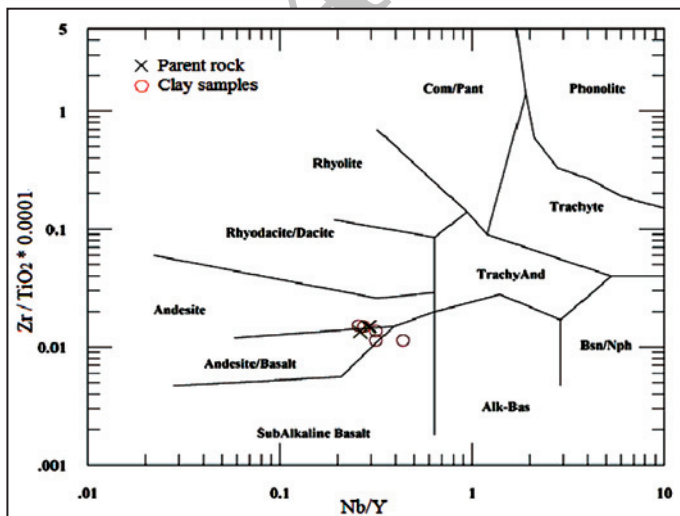 5
1
0.1
0.01
.001
Zr / TiO2 * 0.0001
Parent rock
Clay samples
Com/Pant
Phonolite
Rhyolite
Trachyte
Rhyodacite/Dacite
TrachyAnd
Andesite
Bsn/Nph
Andesite/Basalt
Alk-Bas
SubAlkaline Basalt
.01
0.1
1
10
Nb/Y